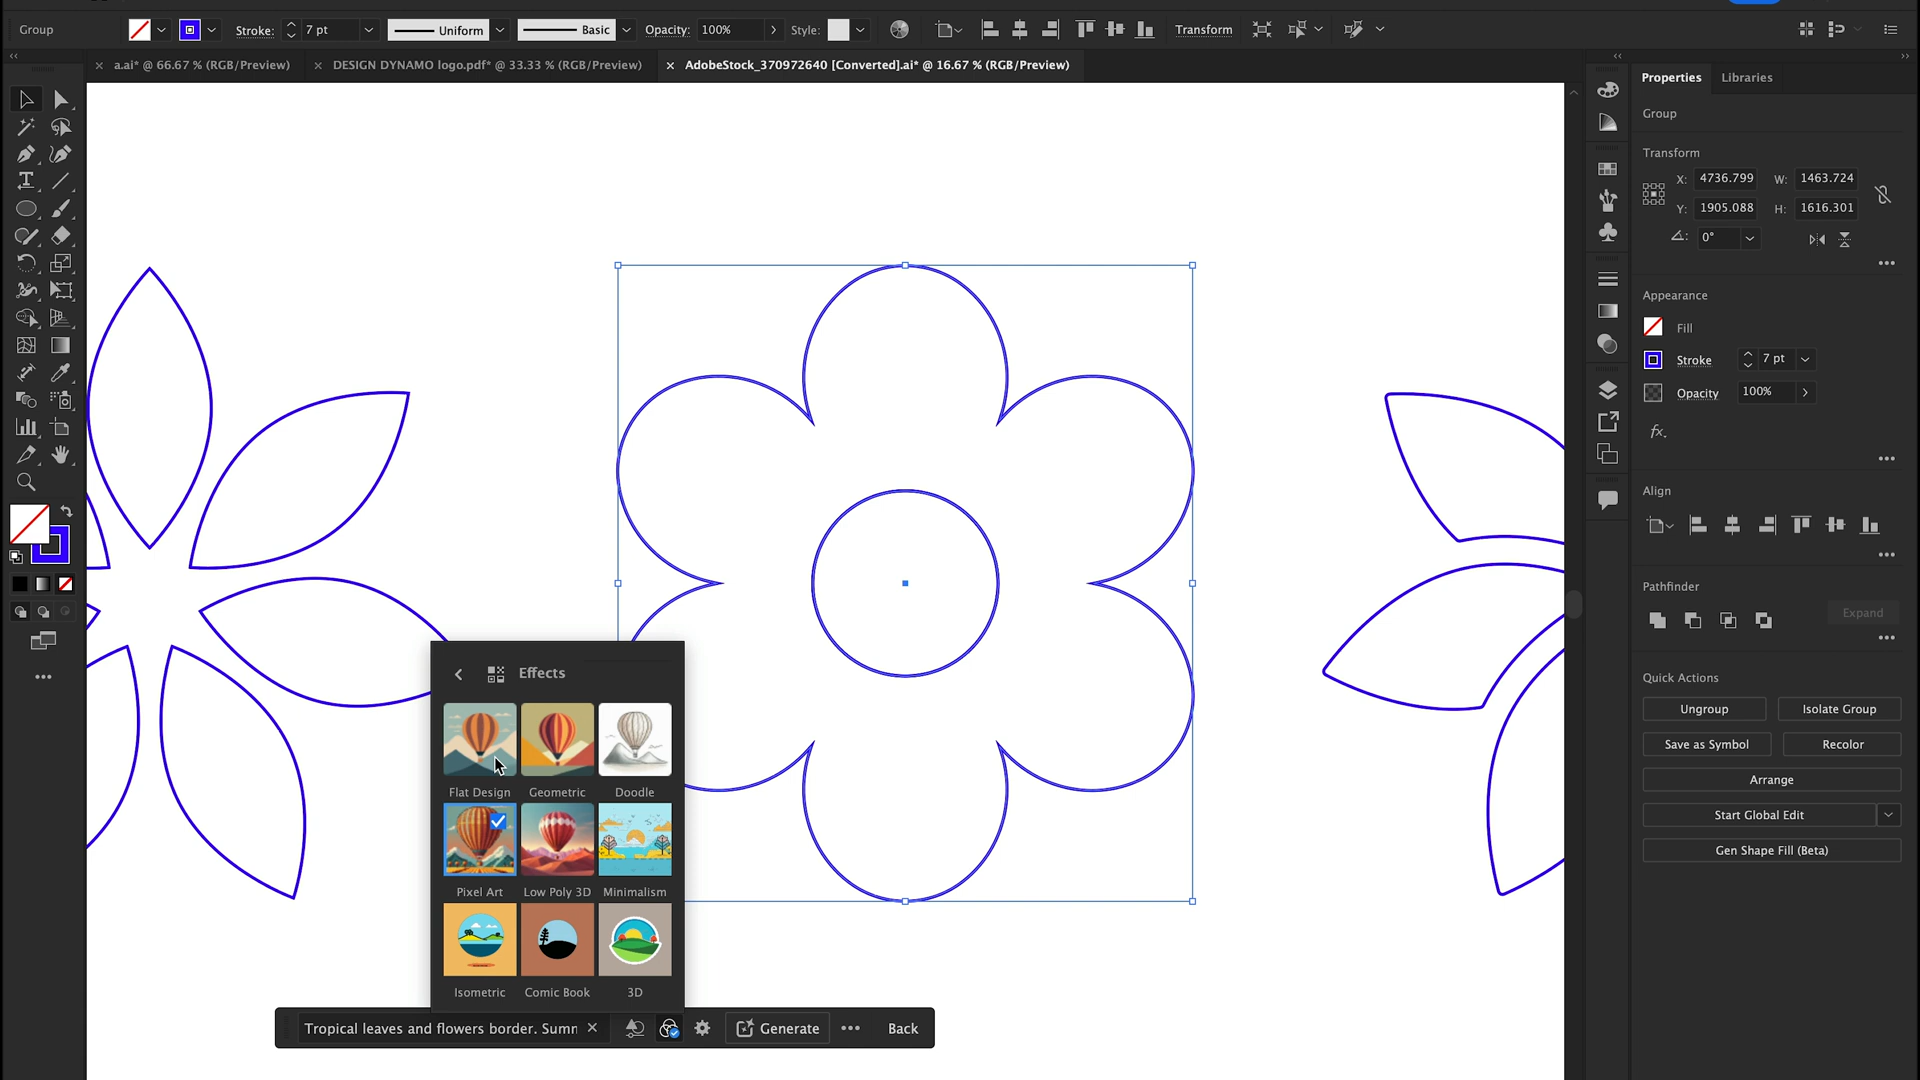 Group
Stroke:
7 pt
Uniform
Basic
Opacity:
100%
Style:
Transform
a.ai* @ 66.67 % (RGB/Preview)
DESIGN DYNAMO logo.pdf* @ 33.33 % (RGB/Preview)
AdobeStock_370972640 [Converted].ai* @ 16.67 % (RGB/Preview)
Properties
Libraries
Group
Transform
X: 4736.799
W: 1463.724
Y: 1905.088
H: 1616.301
0°
Appearance
Fill
Stroke
7 pt
Opacity
100%
fx.
Align
Pathfinder
Expand
Quick Actions
Ungroup
Isolate Group
Save as Symbol
Recolor
Arrange
Start Global Edit
Gen Shape Fill (Beta)
Effects
Flat Design
Geometric
Doodle
Pixel Art
Low Poly 3D
Minimalism
Isometric
Comic Book
3D
Tropical leaves and flowers border. Summ
Generate
Back